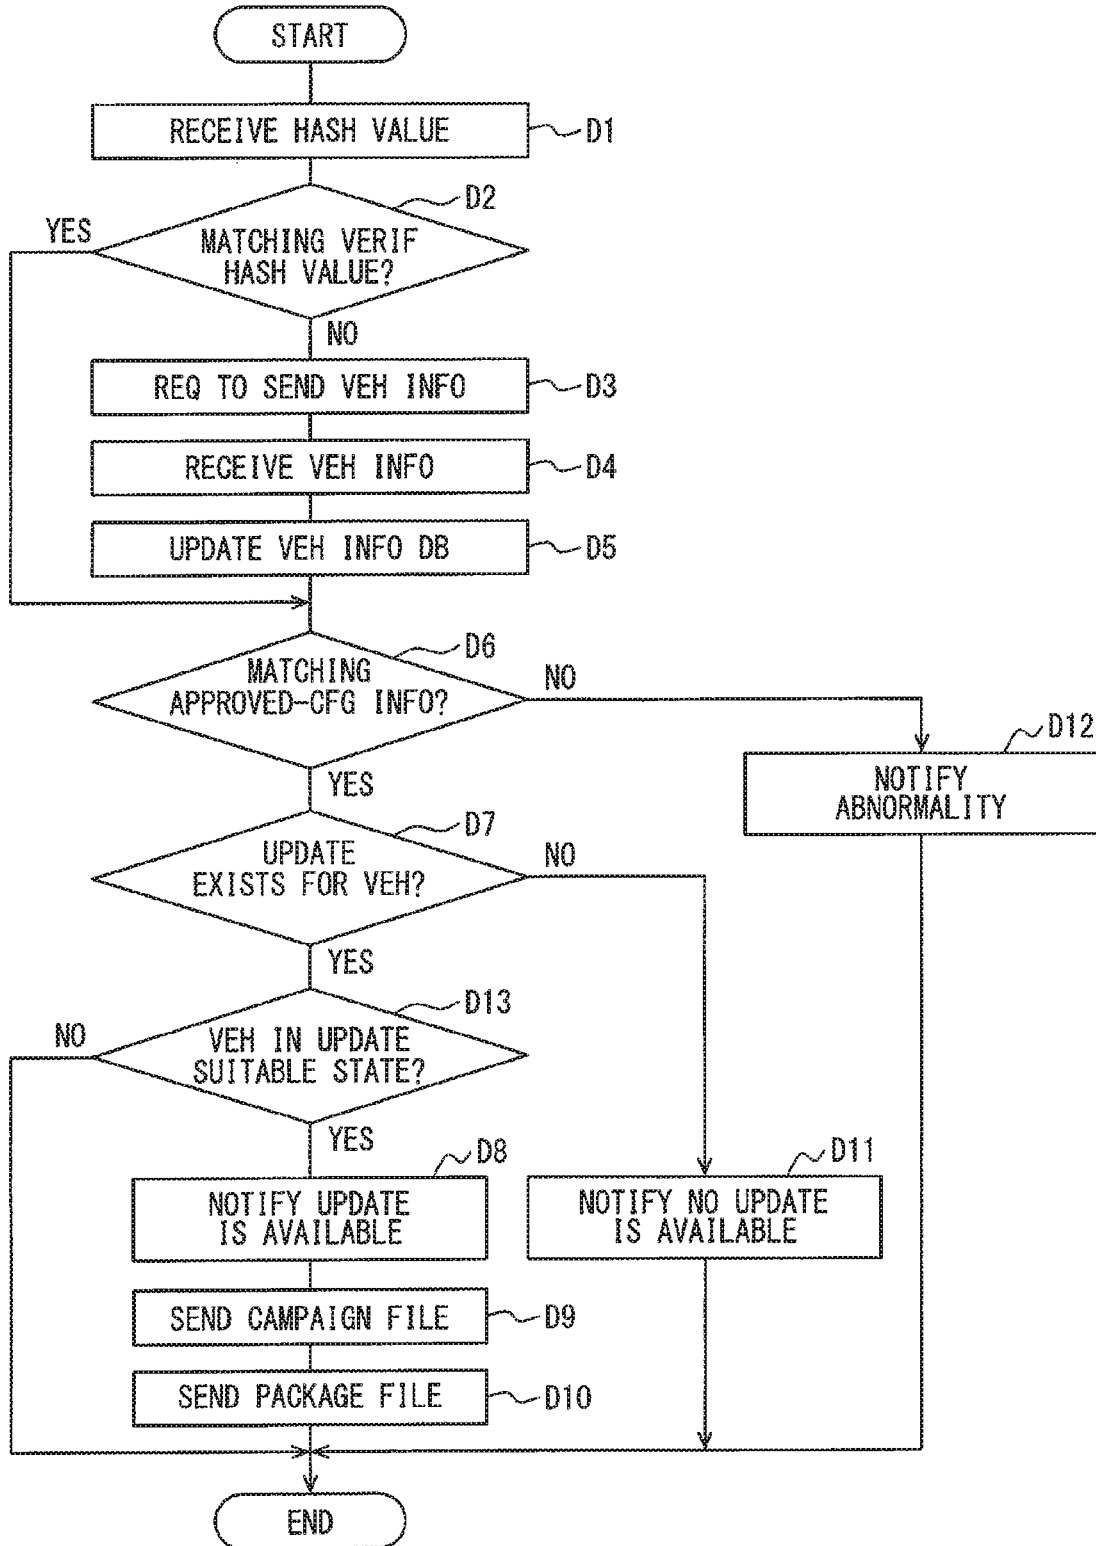 START
RECEIVE HASH VALUE
D1
D2
YES
MATCHING VERIF
HASH VALUE?
NO
REQ TO SEND VEH INFO
D3
RECEIVE VEH INFO
D4
UPDATE VEH INFO DB
D5
D6
MATCHING
APPROVED-CFG INFO?
NO
YES
D12
NOTIFY
ABNORMALITY
D7
UPDATE
EXISTS FOR VEH?
NO
YES
D13
NO
VEH IN UPDATE
SUITABLE STATE?
YES
D8
NOTIFY UPDATE
IS AVAILABLE
D11
NOTIFY NO UPDATE
IS AVAILABLE
SEND CAMPAIGN FILE
D9
SEND PACKAGE FILE
D10
END